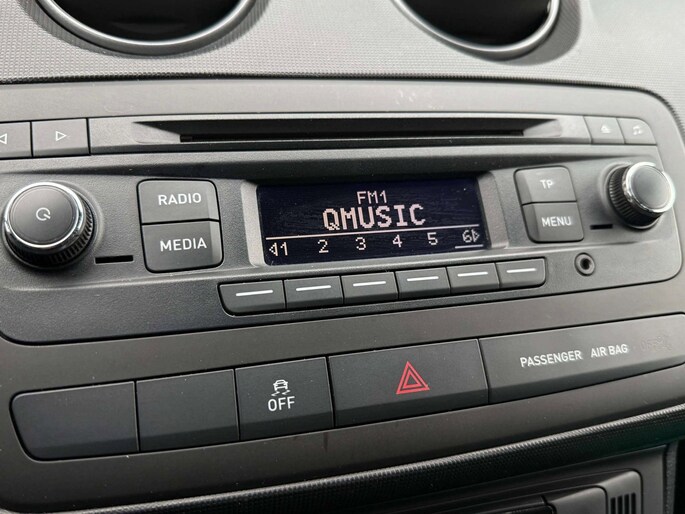 RADIO
MEDIA
FM1
QMUSIC
1 2 3 4 5 6
TP
MENU
OFF
PASSENGER AIR BAG